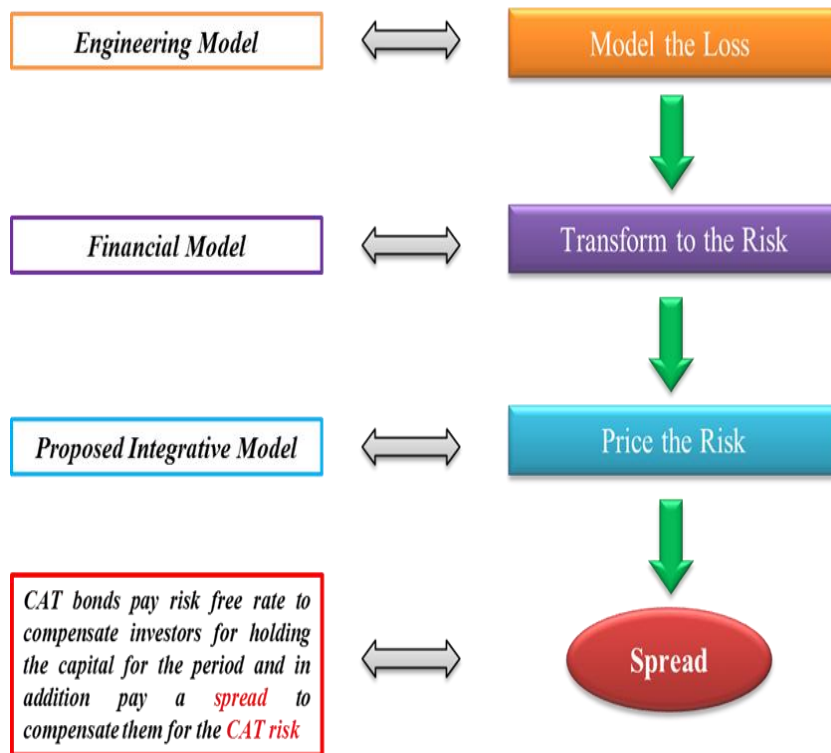 Engineering Model
Model the Loss
Financial Model
Transform to the Risk
Proposed Integrative Model
Price the Risk
CAT bonds pay risk free rate to
compensate investors for holding
the capital for the period and in
addition pay a spread to
compensate them for the CAT risk
Spread